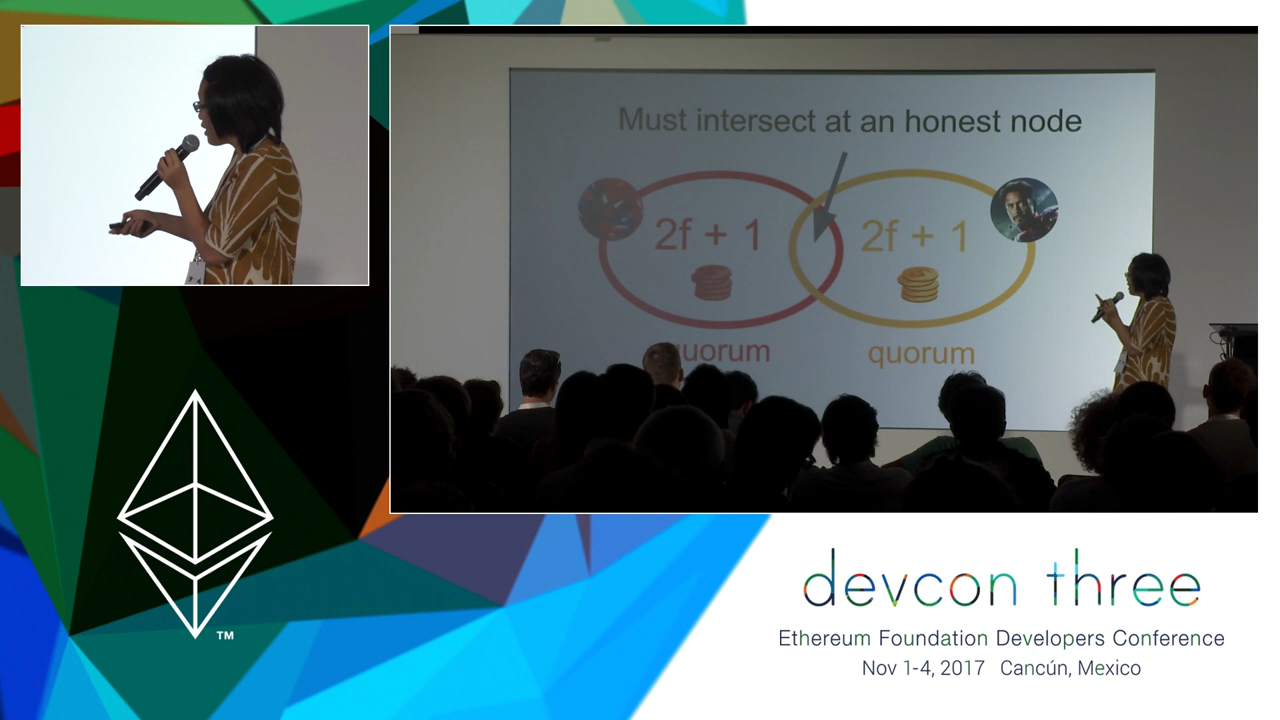 Must intersect at an honest node
2f + 1
2f + 1
quorum
quorum
TM
devcon three
Ethereum Foundation Developers Conference
Nov 1-4, 2017 Cancún, Mexico